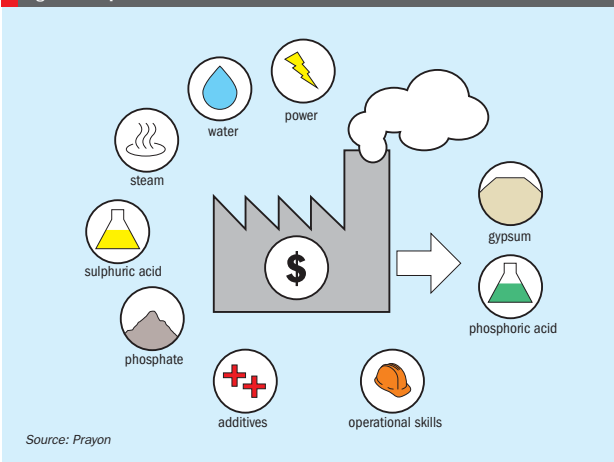 power
water
steam
sulphuric acid
phosphate
additives
operational skills
$
gypsum
phosphoric acid
Source: Prayon